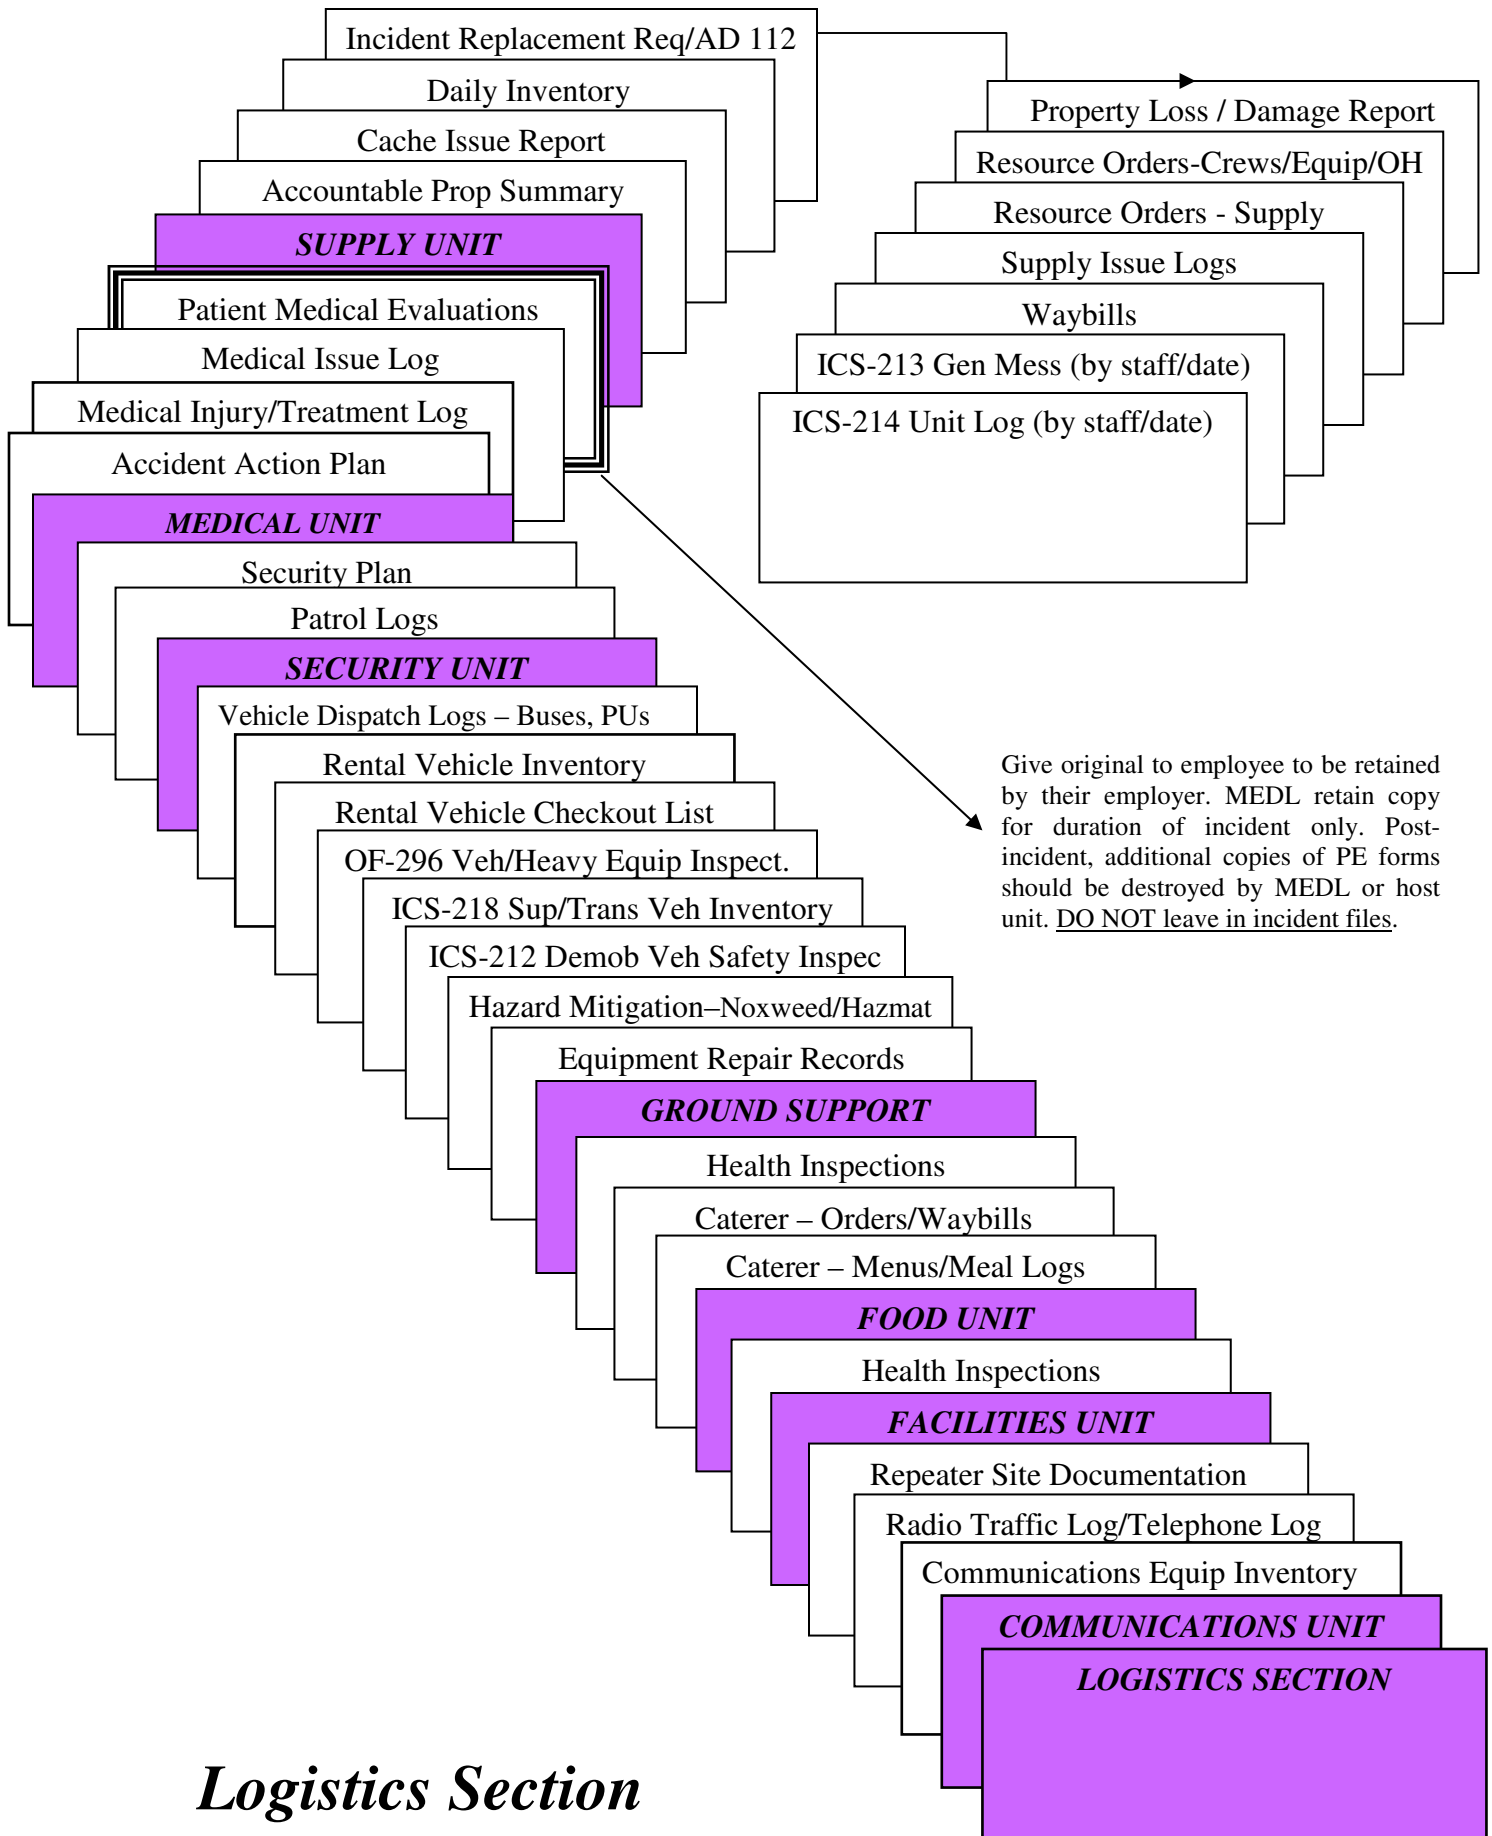 Incident Replacement Req/AD 112
Daily Inventory
Cache Issue Report
Accountable Prop Summary
SUPPLY UNIT
Patient Medical Evaluations
Medical Issue Log
Medical Injury/Treatment Log
Accident Action Plan
MEDICAL UNIT
Security Plan
Patrol Logs
SECURITY UNIT
Vehicle Dispatch Logs – Buses, PUs
Rental Vehicle Inventory
Rental Vehicle Checkout List
OF-296 Veh/Heavy Equip Inspect.
ICS-218 Sup/Trans Veh Inventory
ICS-212 Demob Veh Safety Inspec
Hazard Mitigation–Noxweed/Hazmat
Equipment Repair Records
GROUND SUPPORT
Health Inspections
Caterer – Orders/Waybills
Caterer – Menus/Meal Logs
FOOD UNIT
Health Inspections
FACILITIES UNIT
Repeater Site Documentation
Radio Traffic Log/Telephone Log
Communications Equip Inventory
COMMUNICATIONS UNIT
LOGISTICS SECTION
Property Loss / Damage Report
Resource Orders-Crews/Equip/OH
Resource Orders - Supply
Supply Issue Logs
Waybills
ICS-213 Gen Mess (by staff/date)
ICS-214 Unit Log (by staff/date)
Give original to employee to be retained
by their employer. MEDL retain copy
for duration of incident only. Post-
incident, additional copies of PE forms
should be destroyed by MEDL or host
unit. DO NOT leave in incident files.
Logistics Section